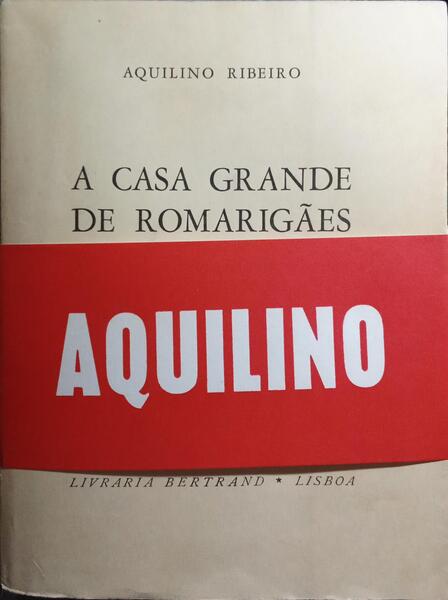 AQUILINO RIBEIRO
A CASA GRANDE
DE ROMARIGÃES
AQUILINO
LIVRARIA BERTRAND * LISBOA